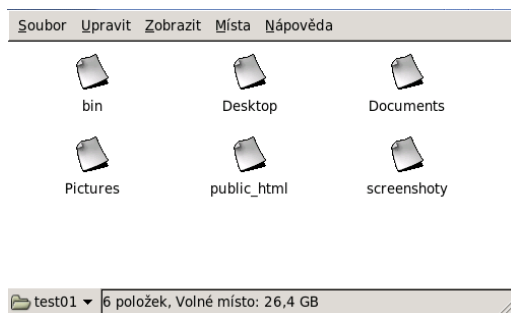 Soubor Upravit Zobrazit Místa Nápověda
bin Desktop Documents
Pictures public_html screenshoty
test01 6 položek, Volné místo: 26,4 GB